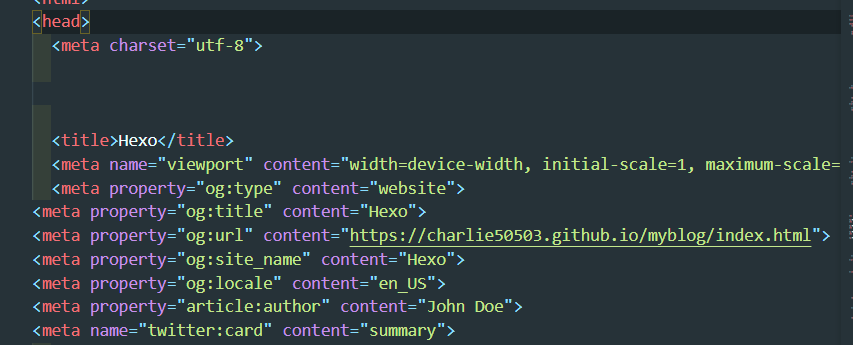 <html>
<head>
<meta charset="utf-8">
<title>Hexo</title>
<meta name="viewport" content="width=device-width, initial-scale=1, maximum-scale=
<meta property="og:type" content="website">
<meta property="og:title" content="Hexo">
<meta property="og:url" content="https://charlie50503.github.io/myblog/index.html">
<meta property="og:site_name" content="Hexo">
<meta property="og:locale" content="en_US">
<meta property="article:author" content="John Doe">
<meta name="twitter:card" content="summary">